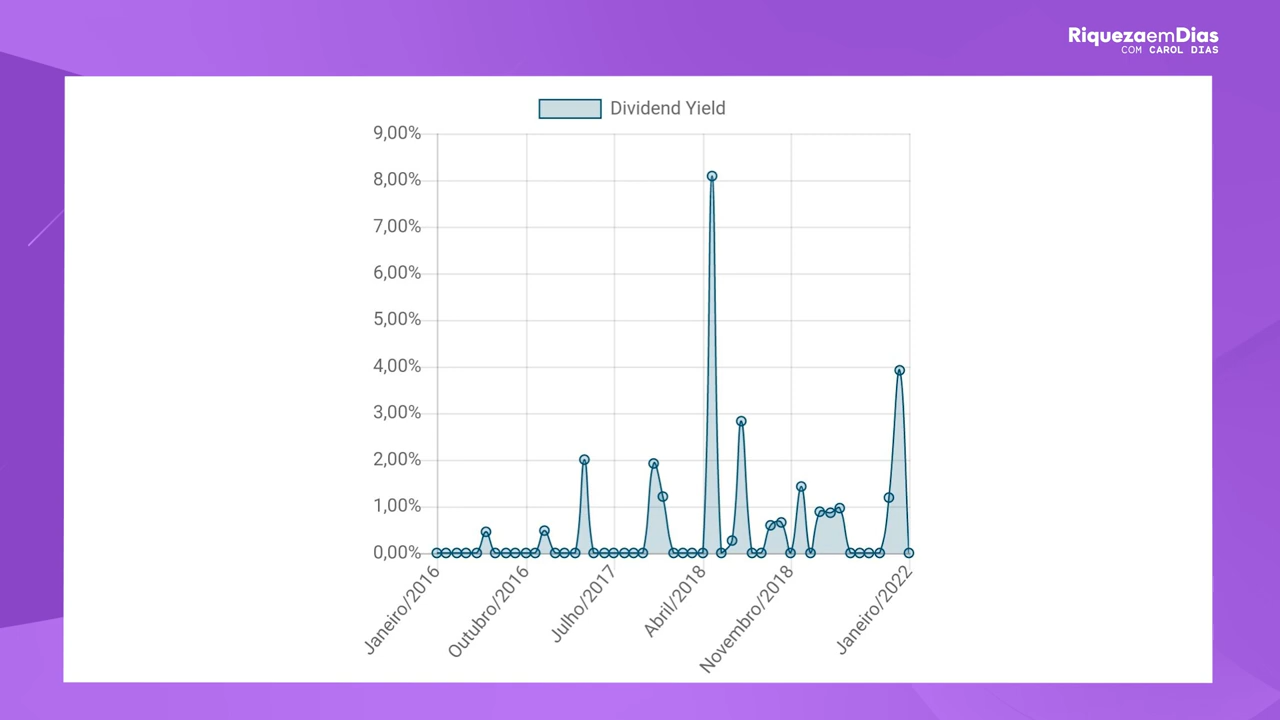 RiquezaemDias
COM CAROL DIAS
Dividend Yield
9,00%
8,00%
7,00%
6,00%
5,00%
4,00%
3,00%
2,00%
1,00%
0,00%
Janeiro/2016
Outubro/2016
Julho/2017
Abril/2018
Novembro/2018
Janeiro/2022